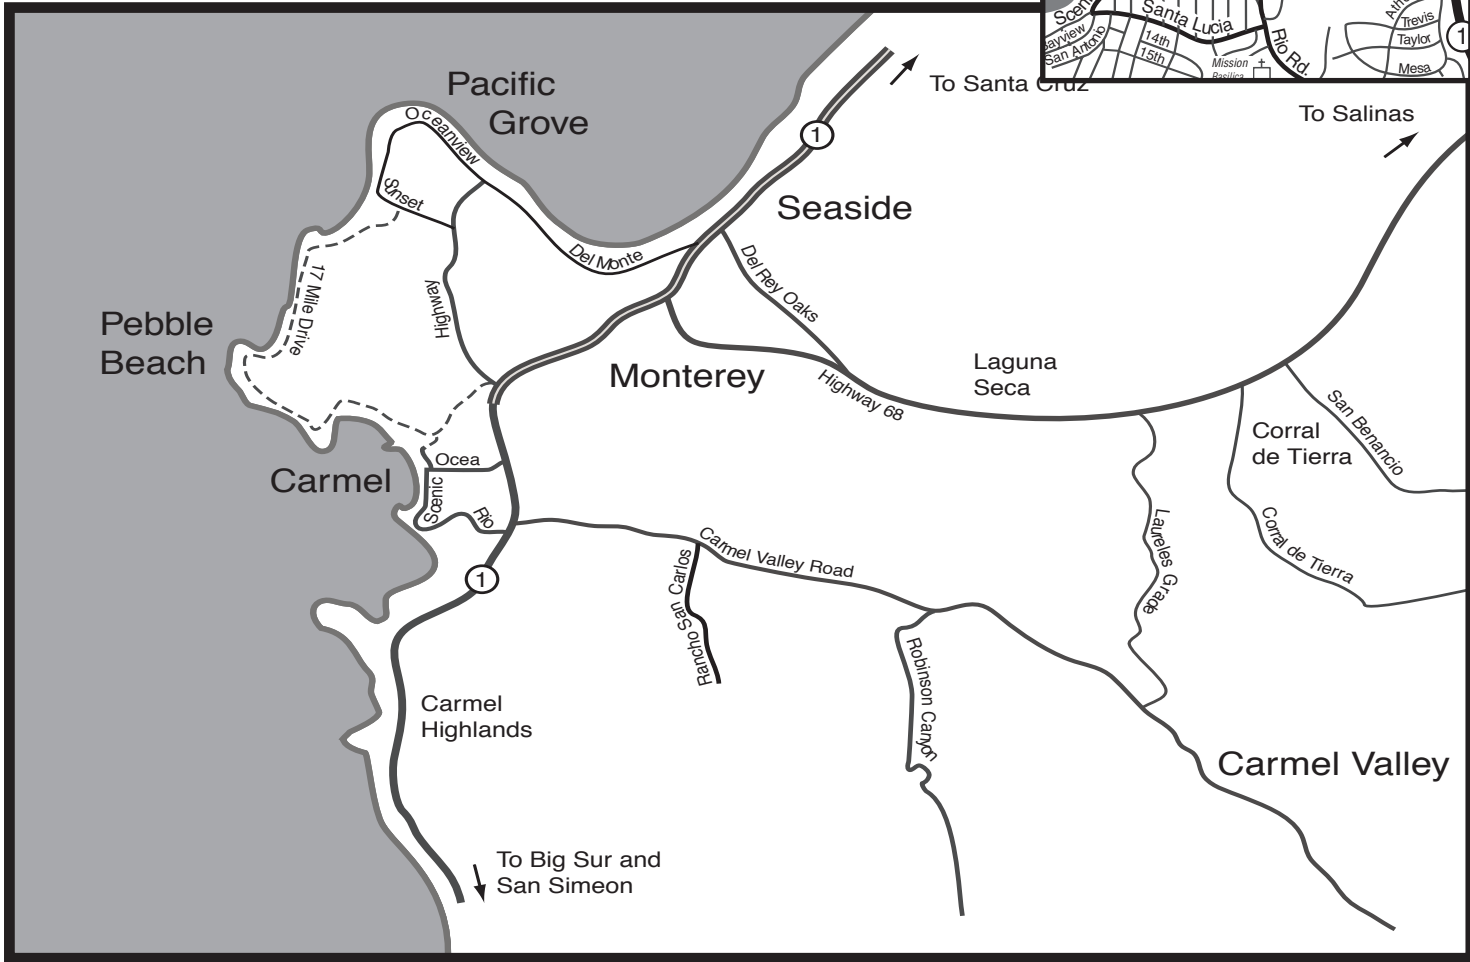 Santa Lucia
14th
15th
San Antonio
Mission
Rio Rd.
Trevis
Taylor
Mesa
1
To Santa Cruz
To Salinas
Pacific
Grove
Oceanview
Sunset
1
Seaside
Del Monte
Del Rey Oaks
17 Mile Drive
Highway
Pebble
Beach
Monterey
Highway 68
Laguna
Seca
San Benancio
Corral
de Tierra
Corral de Tierra
Laureles Grade
Ocea
Carmel
Scenic
Rio
1
Carmel Valley Road
Rancho San Carlos
Robinson Canyon
Carmel
Highlands
Carmel Valley
To Big Sur and
San Simeon